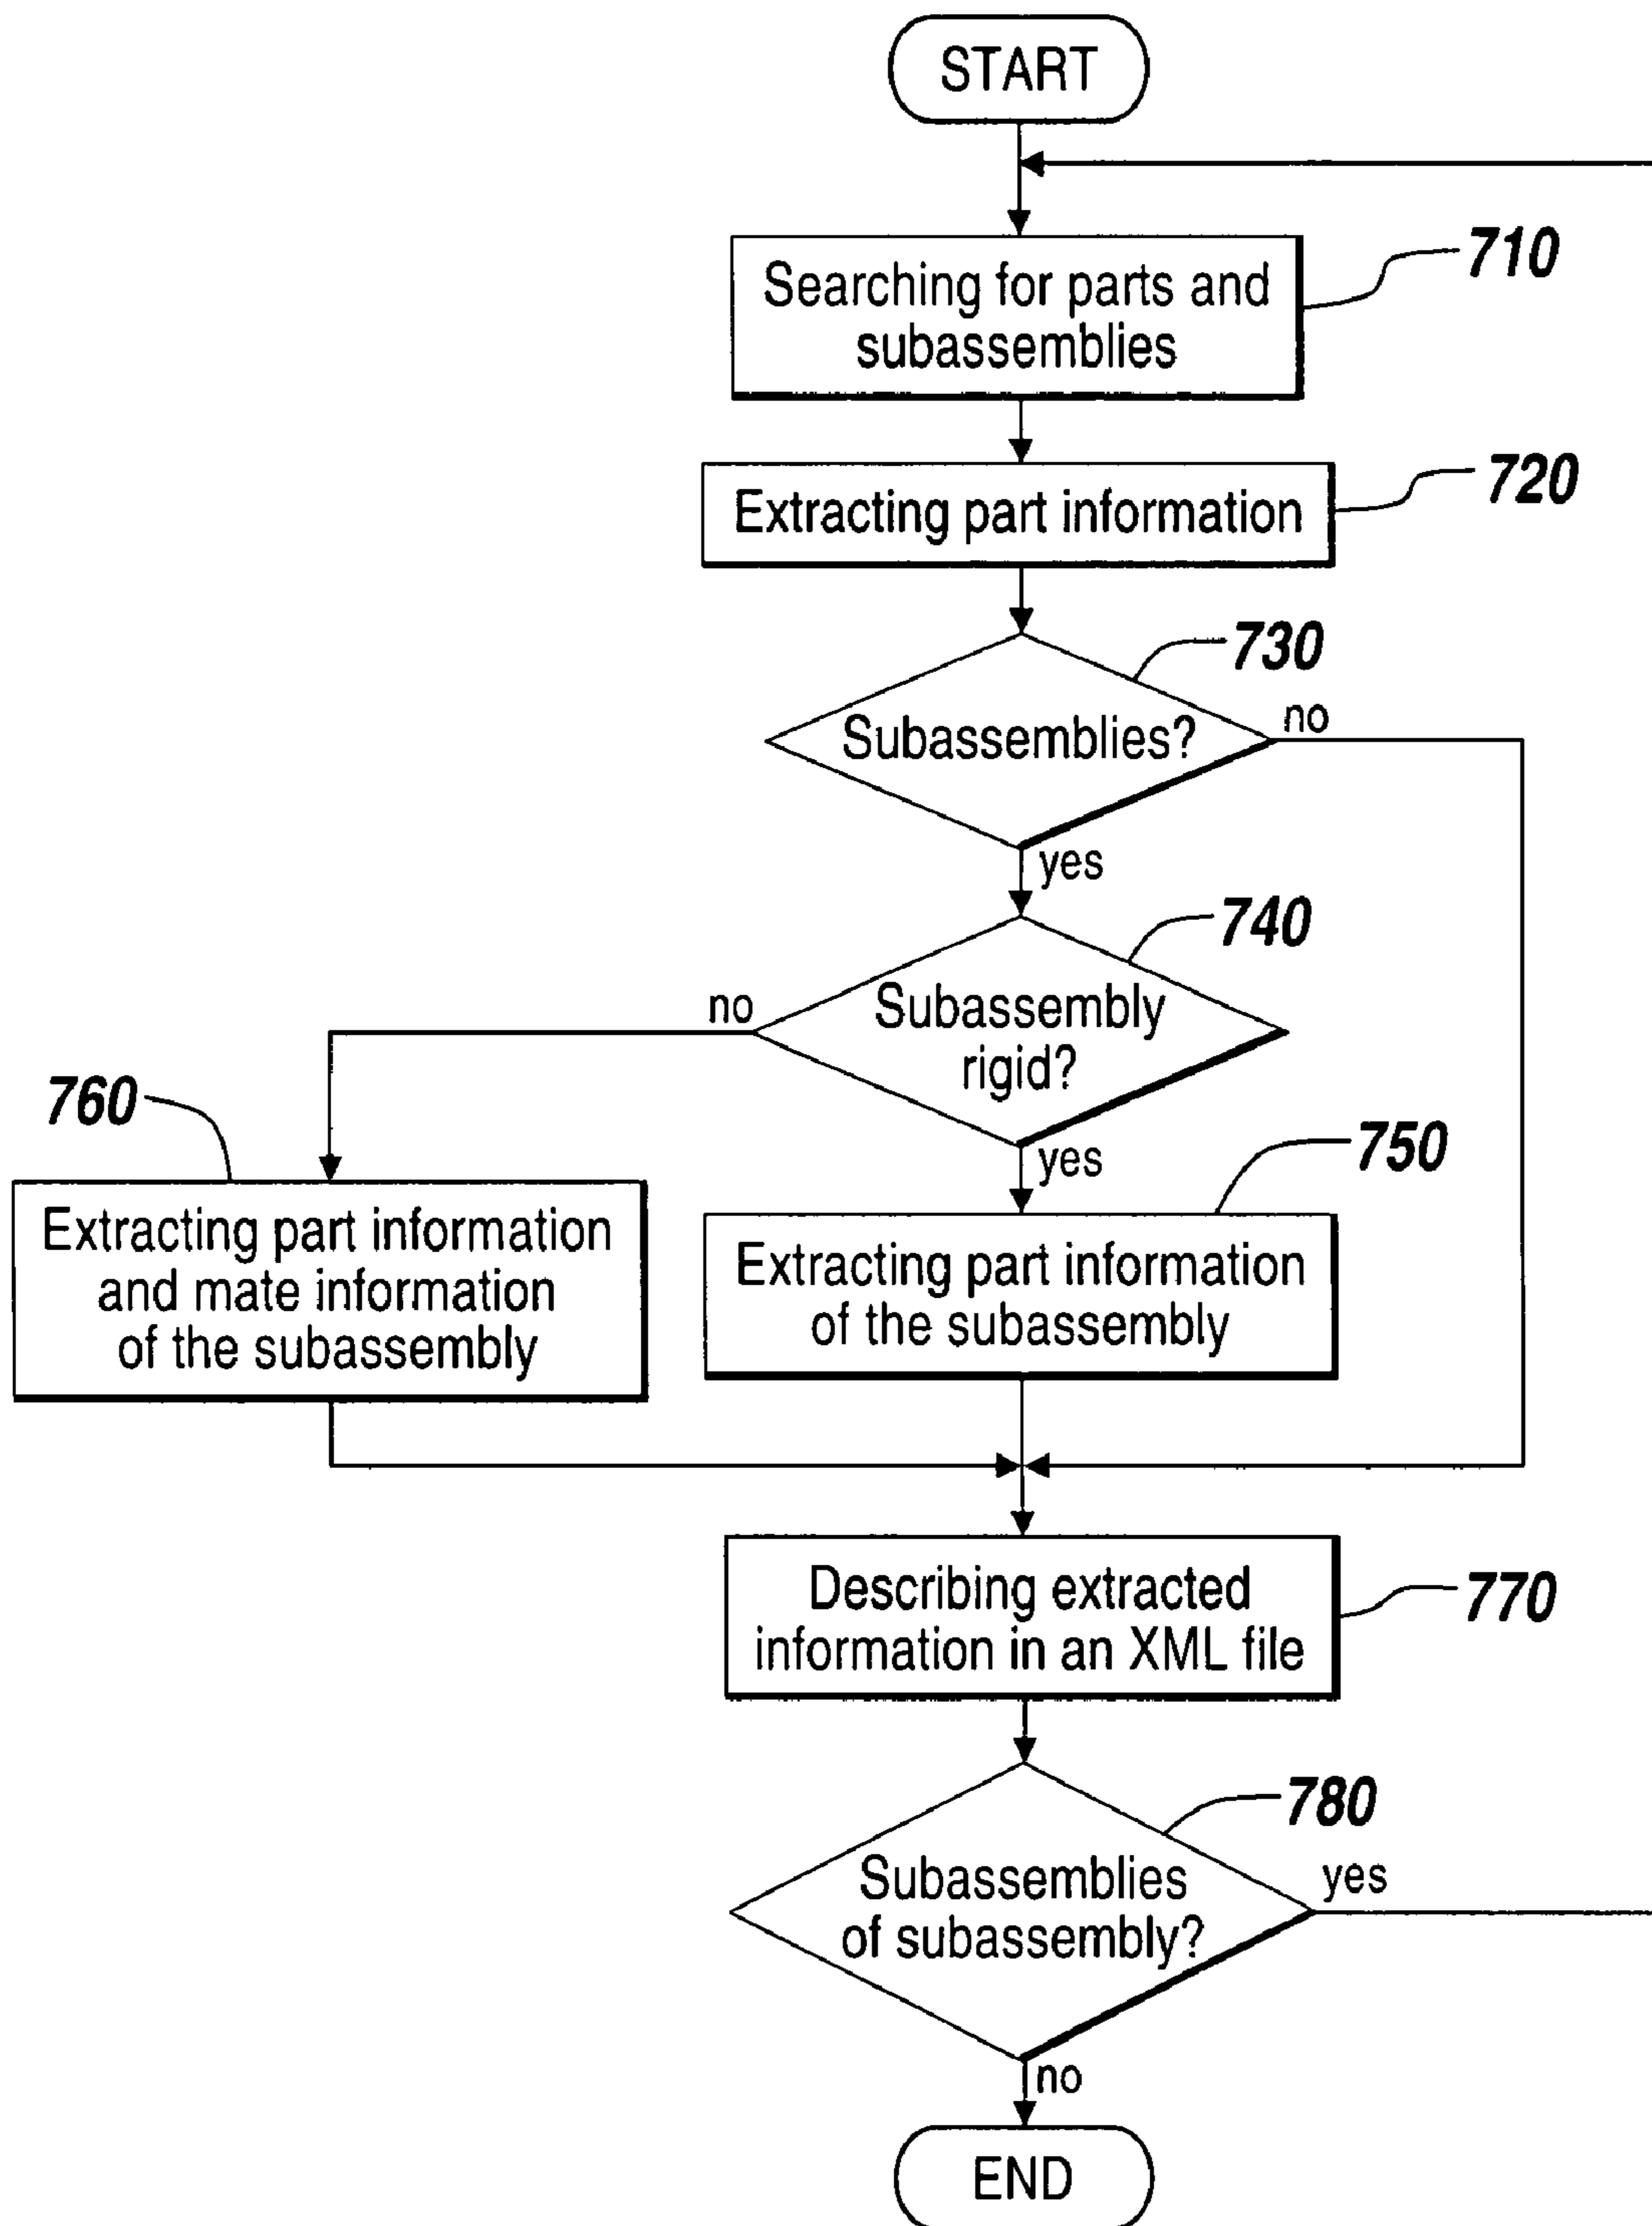 START
Searching for parts and
subassemblies
710
Extracting part information
720
730
Subassemblies?
no
yes
740
Subassembly
rigid?
no
yes
760
Extracting part information
and mate information
of the subassembly
750
Extracting part information
of the subassembly
Describing extracted
information in an XML file
770
780
Subassemblies
of subassembly?
yes
no
END